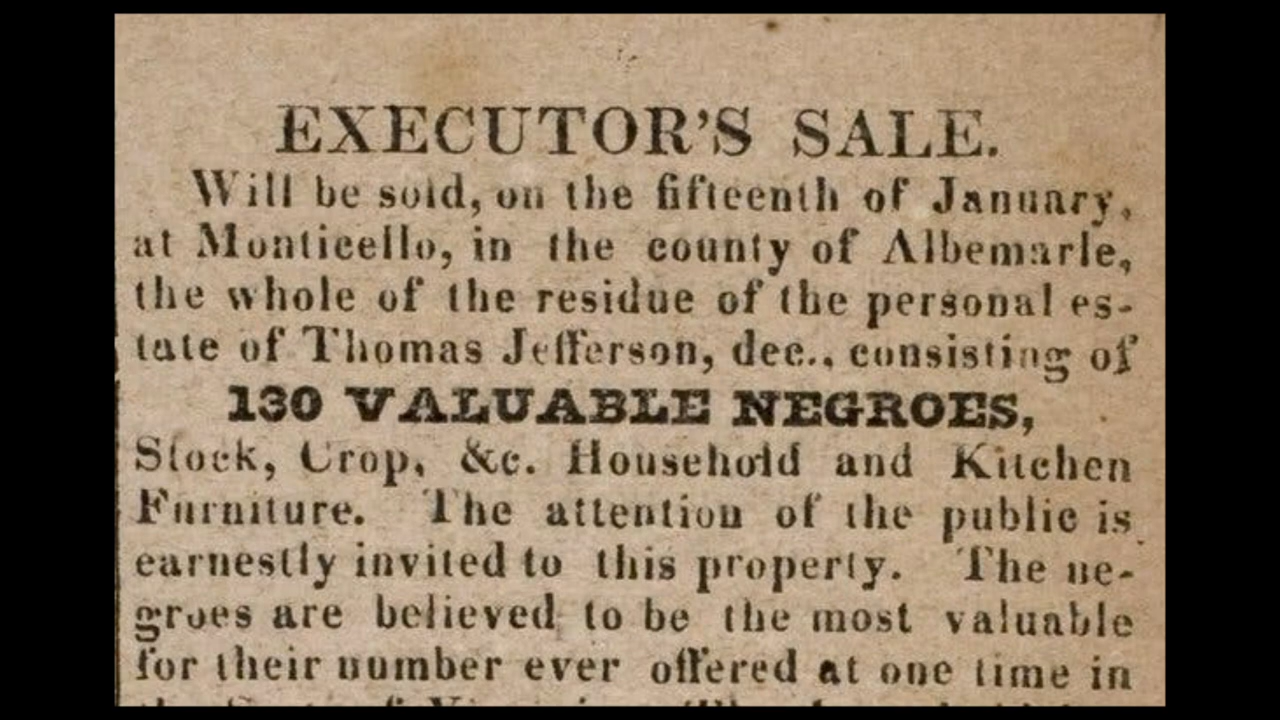 EXECUTOR'S SALE.
Will be sold, on the fifteenth of January,
at Monticello, in the county of Albemarle,
the whole of the residue of the personal es-
tate of Thomas Jefferson, dec., consisting of
130 VALUABLE NEGROES,
Stock, Crop, &c. Household and Kitchen
Furniture. The attention of the public is
earnestly invited to this property. The ne-
groes are believed to be the most valuable
for their number ever offered at one time in